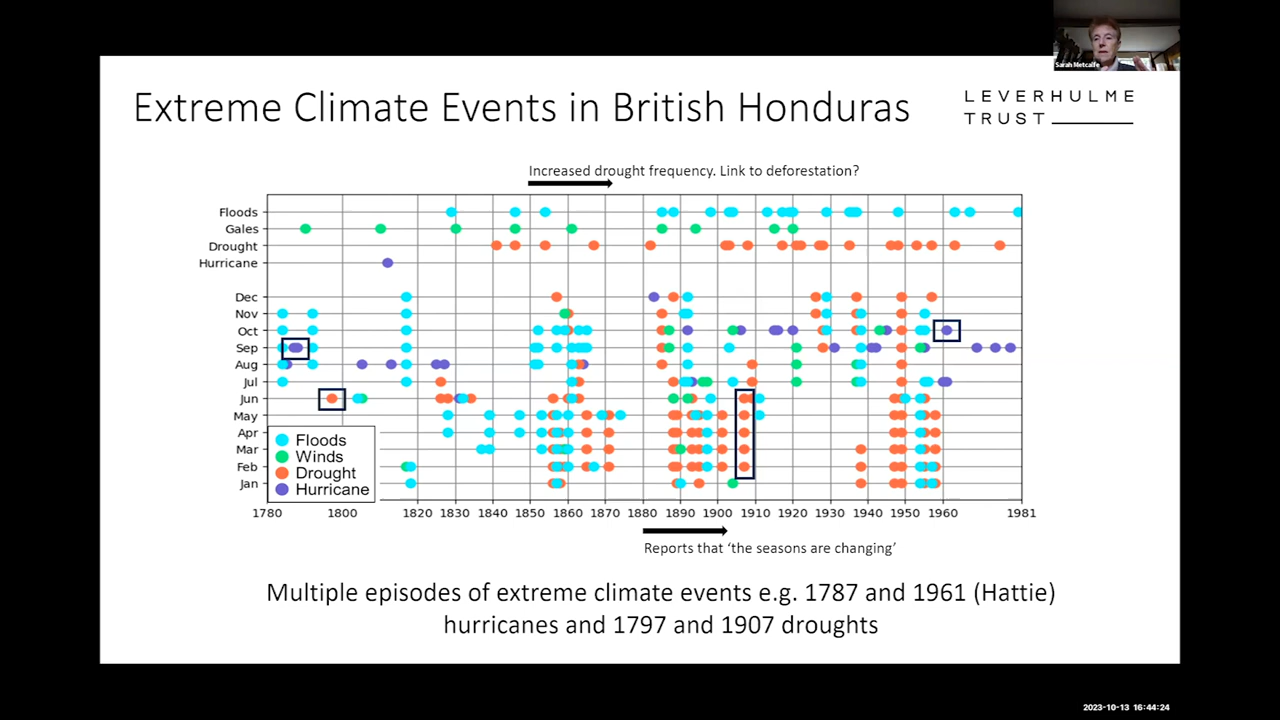 Sarah Metcalfe
Extreme Climate Events in British Honduras
LEVERHULME
TRUST
Increased drought frequency. Link to deforestation?
Floods
Gales
Drought
Hurricane
Dec
Nov
Oct
Sep
Aug
Jul
Jun
May
Apr
Mar
Feb
Jan
Floods
Winds
Drought
Hurricane
1780 1800 1820 1830 1840 1850 1860 1870 1880 1890 1900 1910 1920 1930 1940 1950 1960 1981
Reports that ‘the seasons are changing’
Multiple episodes of extreme climate events e.g. 1787 and 1961 (Hattie)
hurricanes and 1797 and 1907 droughts
2023-10-13 16:44:24